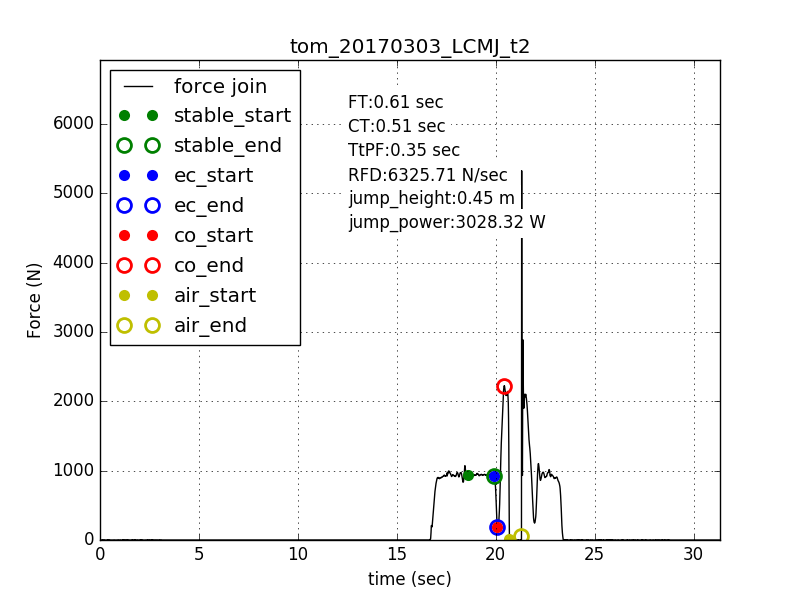 tom_20170303_LCMJ_t2
force join
stable_start
stable_end
ec_start
ec_end
co_start
co_end
air_start
air_end
FT:0.61 sec
CT:0.51 sec
TtPF:0.35 sec
RFD:6325.71 N/sec
jump_height:0.45 m
jump_power:3028.32 W
Force (N)
6000
5000
4000
3000
2000
1000
0
0 5 10 15 20 25 30
time (sec)